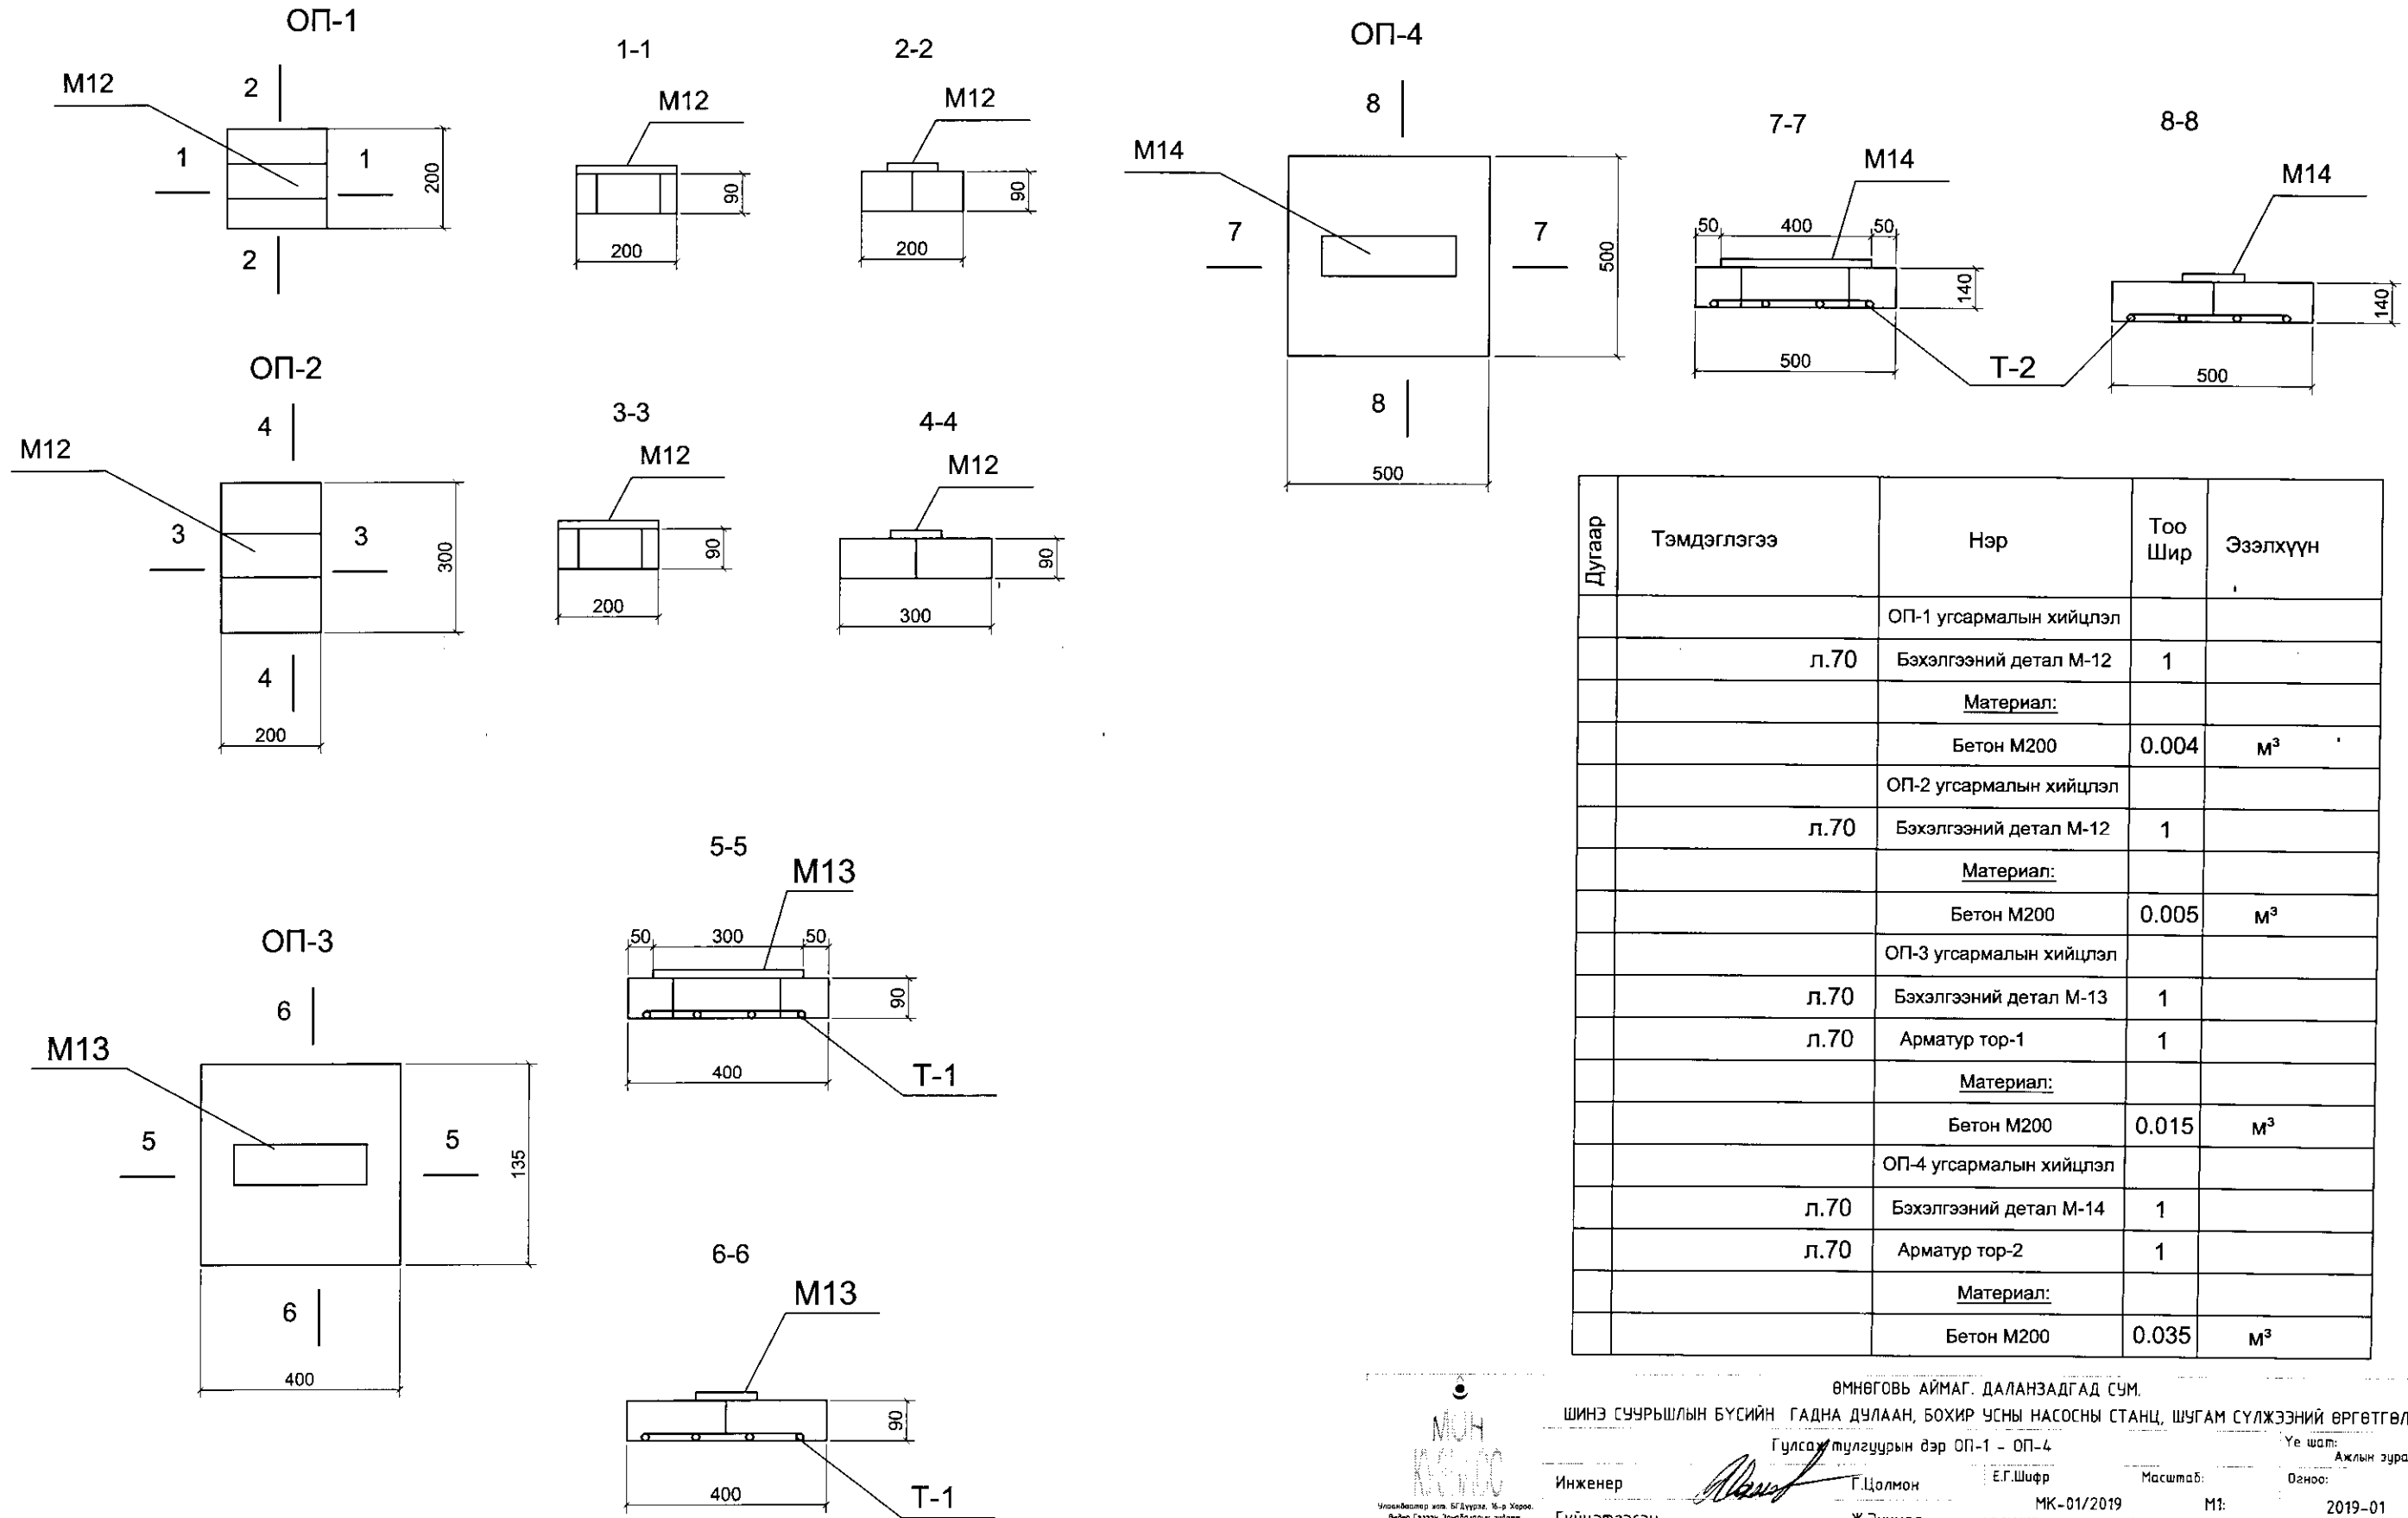 ОП-1
М12
2
1
1
2
200
1-1
М12
90
200
2-2
М12
90
200
ОП-2
М12
4
3
3
4
300
200
3-3
М12
90
200
4-4
М12
90
300
ОП-3
М13
6
5
5
6
135
400
5-5
М13
50 300 50
90
400
Т-1
6-6
М13
90
400
Т-1
ОП-4
М14
8
7
7
8
500
500
7-7
М14
50 400 50
140
500
Т-2
8-8
М14
140
500
Дугаар Тэмдэглэгээ Нэр Тоо Шир Эзэлхүүн
ОП-1 угсармалын хийцлэл
л.70 Бэхэлгээний детал М-12 1
Материал:
Бетон М200 0.004 м³
ОП-2 угсармалын хийцлэл
л.70 Бэхэлгээний детал М-12 1
Материал:
Бетон М200 0.005 м³
ОП-3 угсармалын хийцлэл
л.70 Бэхэлгээний детал М-13 1
л.70 Арматур тор-1 1
Материал:
Бетон М200 0.015 м³
ОП-4 угсармалын хийцлэл
л.70 Бэхэлгээний детал М-14 1
л.70 Арматур тор-2 1
Материал:
Бетон М200 0.035 м³
ӨМНӨГОВЬ АЙМАГ. ДАЛАНЗАДГАД СУМ.
ШИНЭ СУУРЬШЛЫН БҮСИЙН ГАДНА ДУЛААН, БОХИР УСНЫ НАСОСНЫ СТАНЦ, ШУГАМ СҮЛЖЭЭНИЙ ӨРГӨТГӨЛ
Гулсах тулгуурын дэр ОП-1 - ОП-4
Үе шат:
Ажлын зура
МОН
Инженер Г.Цолмон Е.Г.Шифр Масштаб: Огноо:
МК-01/2019 М1: 2019-01